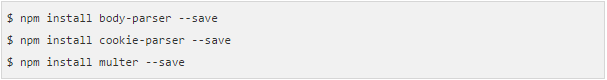 $ npm install body-parser --save
$ npm install cookie-parser --save
$ npm install multer --save